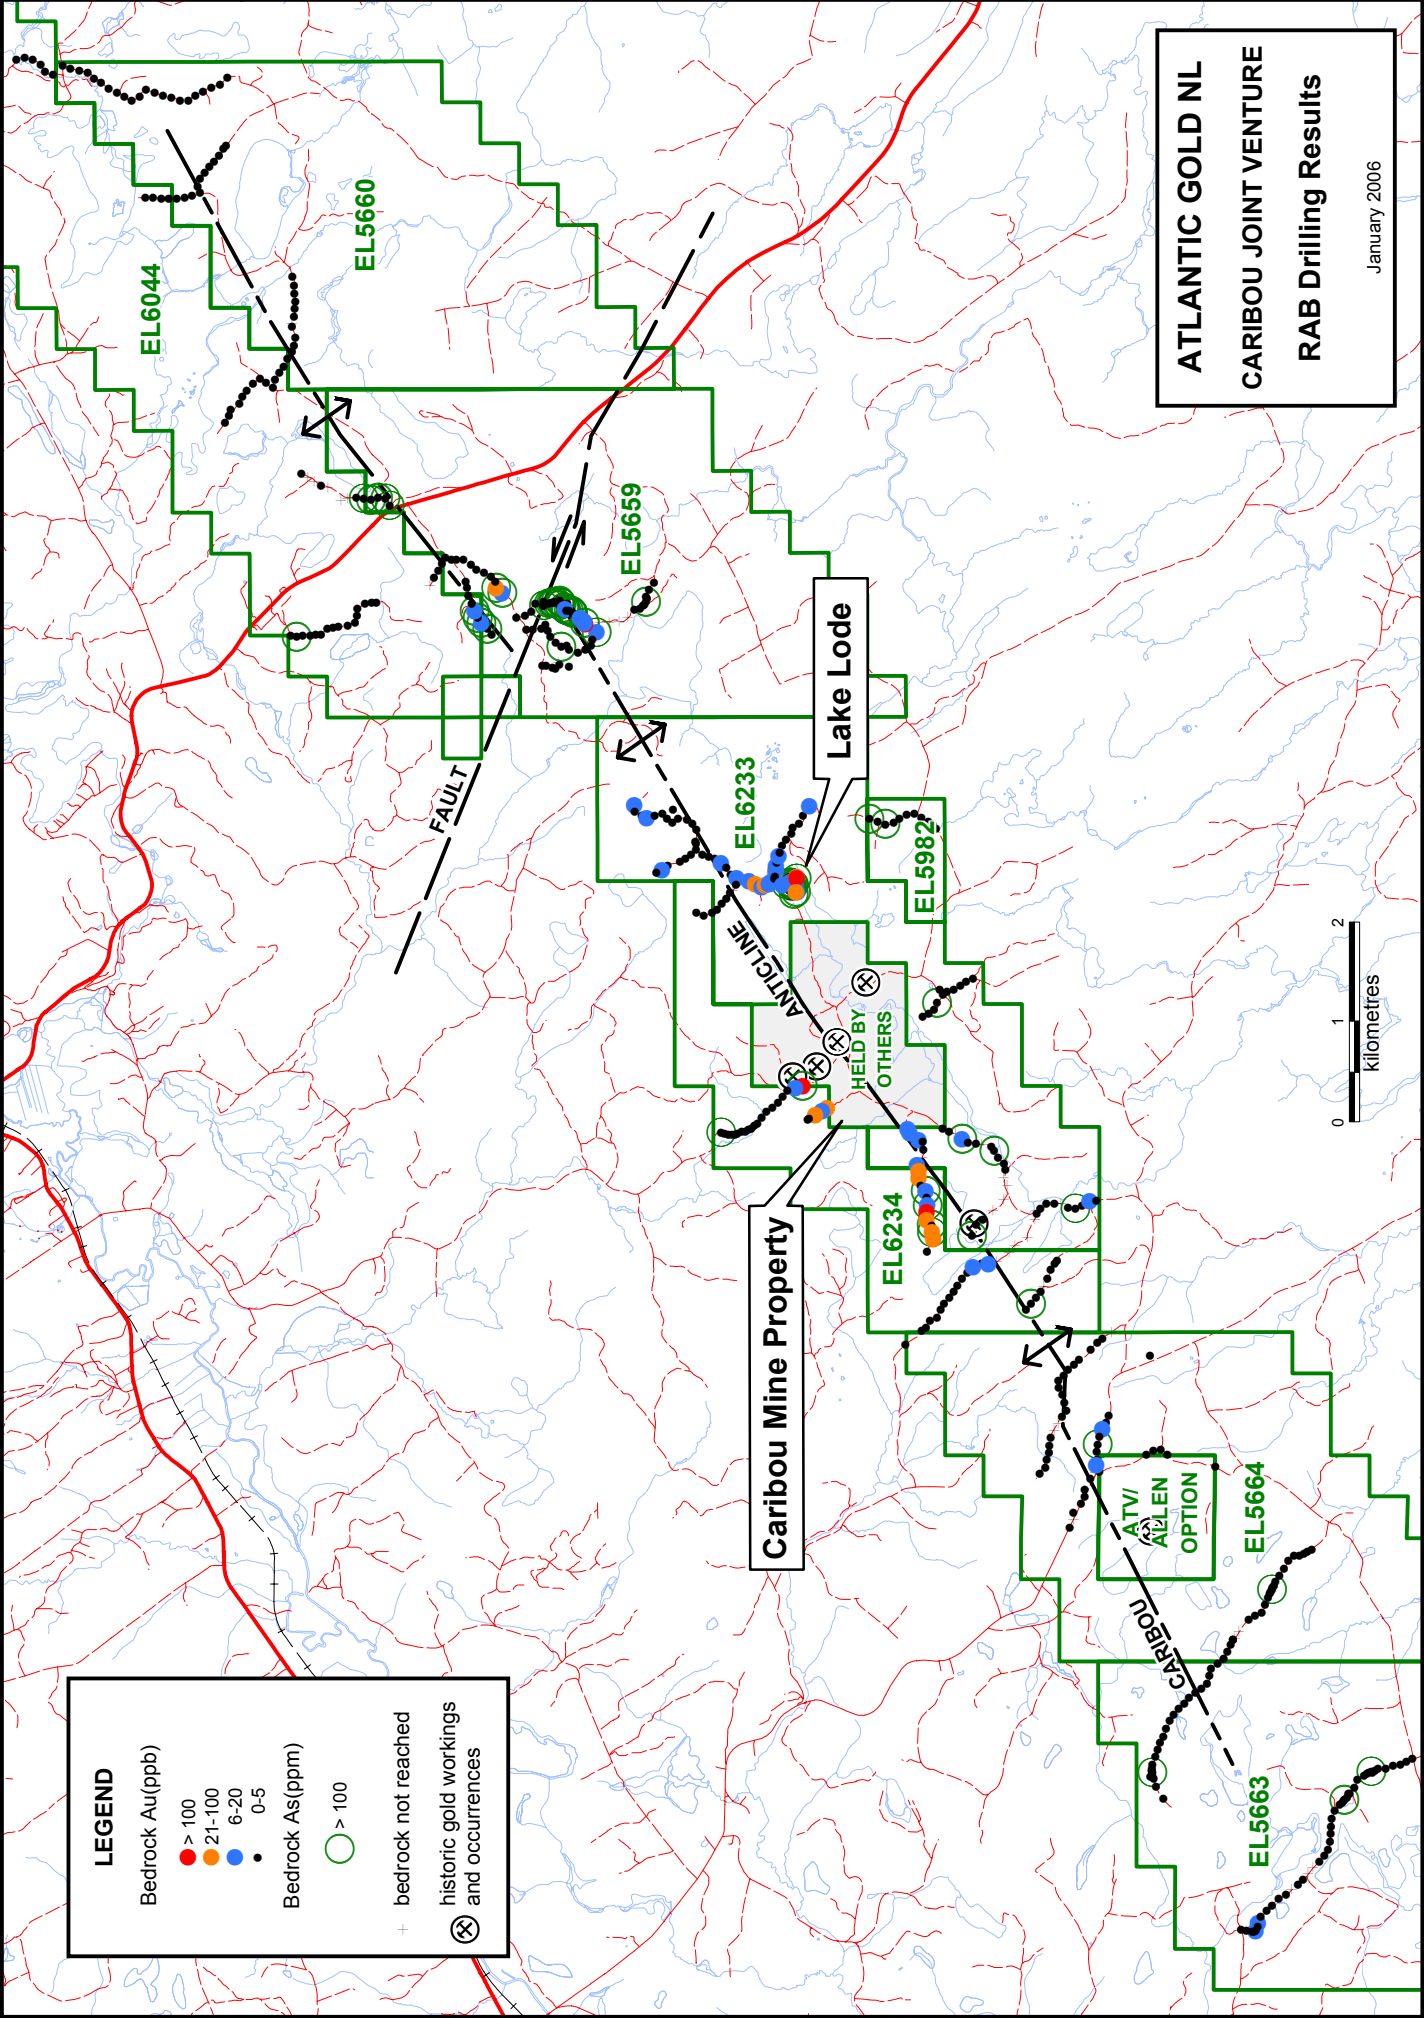 ATLANTIC GOLD NL
CARIBOU JOINT VENTURE
RAB Drilling Results
January 2006
LEGEND
Bedrock Au(ppb)
> 100
21-100
6-20
0-5
Bedrock As(ppm)
> 100
bedrock not reached
historic gold workings
and occurrences
EL6044
EL5660
EL5659
FAULT
Lake Lode
EL6233
EL5982
ANTICLINE
HELD BY
OTHERS
Caribou Mine Property
EL6234
ATV/
ALLEN
OPTION
EL5664
CARIBOU
EL5663
0
1
2
kilometres